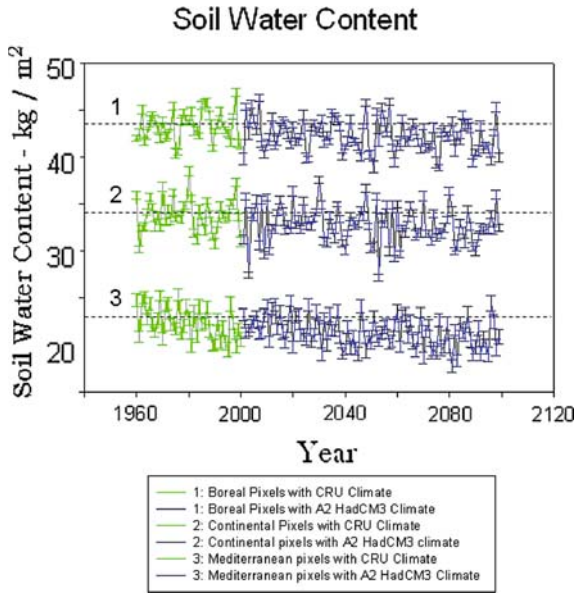 Soil Water Content
Soil Water Content - kg / m²
50
40
30
20
1
2
3
1960 2000 2040 2080 2120
Year
1: Boreal Pixels with CRU Climate
1: Boreal Pixels with A2 HadCM3 Climate
2: Continental Pixels with CRU Climate
2: Continental pixels with A2 HadCM3 climate
3: Mediterranean pixels with CRU Climate
3: Mediterranean pixels with A2 HadCM3 Climate